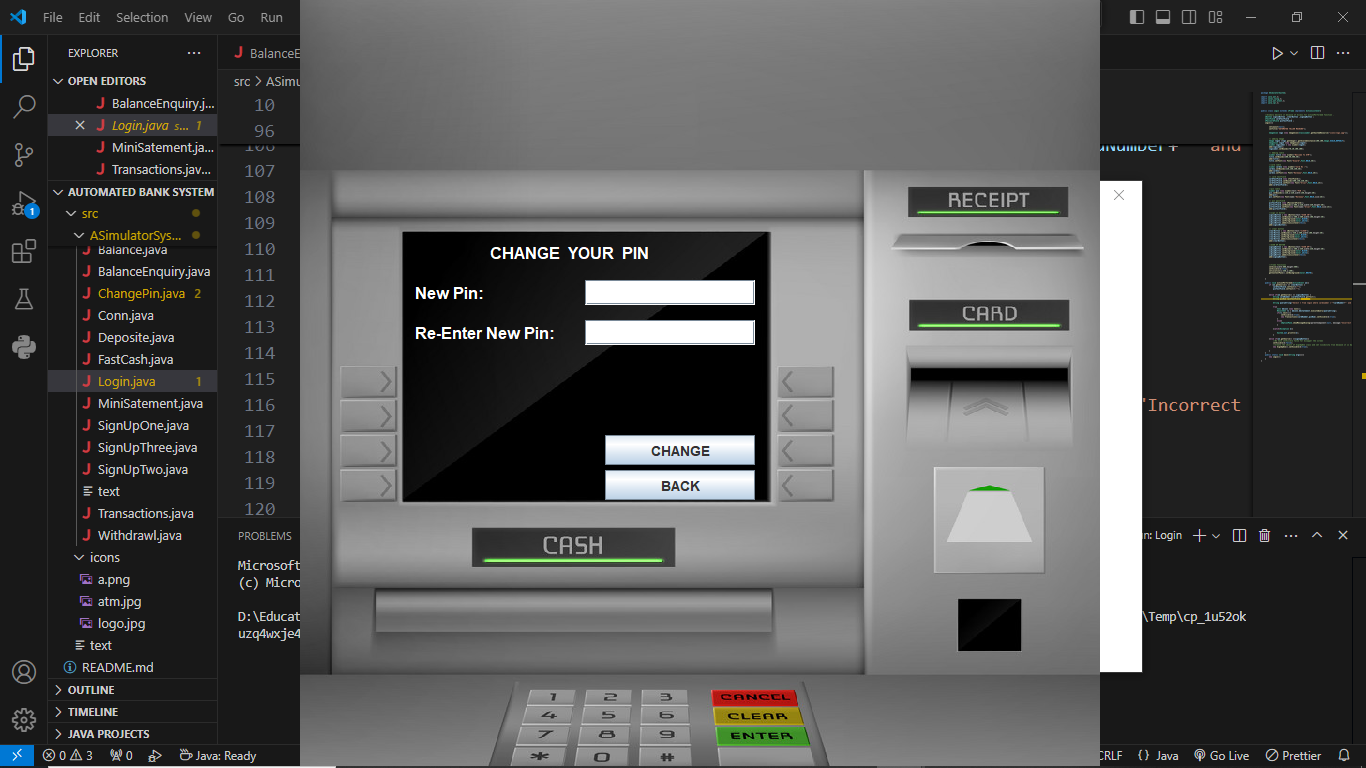 File Edit Selection View Go Run
EXPLORER
OPEN EDITORS
BalanceEnquiry.j...
Login.java s... 1
MiniSatement.ja...
Transactions.jav...
AUTOMATED BANK SYSTEM
src
ASimulatorSys...
Balance.java
BalanceEnquiry.java
ChangePin.java 2
Conn.java
Deposite.java
FastCash.java
Login.java 1
MiniSatement.java
SignUpOne.java
SignUpThree.java
SignUpTwo.java
text
Transactions.java
Withdrawl.java
icons
a.png
atm.jpg
logo.jpg
text
README.md
OUTLINE
TIMELINE
JAVA PROJECTS
1
BalanceE
src > ASimu
10
96
106
107
108
109
110
111
112
113
114
115
116
117
118
119
120
dNumber+" and
"Incorrect
PROBLEMS
n: Login
Microsoft
(c) Micro
D:\Educat
\Temp\cp_1u52ok
uzq4wxje4
CHANGE YOUR PIN
New Pin:
Re-Enter New Pin:
CHANGE
BACK
CASH
RECEIPT
CARD
1 2 3 CANCEL
4 5 6 CLEAR
7 8 9 ENTER
* 0 #
0 3 0 Java: Ready
CRLF {} Java Go Live Prettier